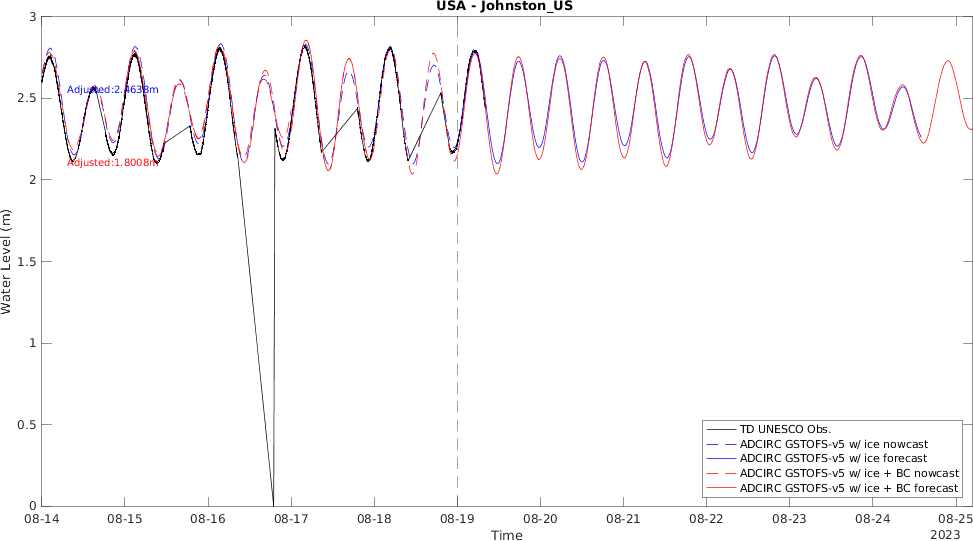 USA - Johnston_US
3
2.5
2
1.5
1
0.5
0
Water Level (m)
Adjusted:2.4638m
Adjusted:1.8008m
TD UNESCO Obs.
ADCIRC GSTOFS-v5 w/ ice nowcast
ADCIRC GSTOFS-v5 w/ ice forecast
ADCIRC GSTOFS-v5 w/ ice + BC nowcast
ADCIRC GSTOFS-v5 w/ ice + BC forecast
08-14 08-15 08-16 08-17 08-18 08-19 08-20 08-21 08-22 08-23 08-24 08-25
Time
2023